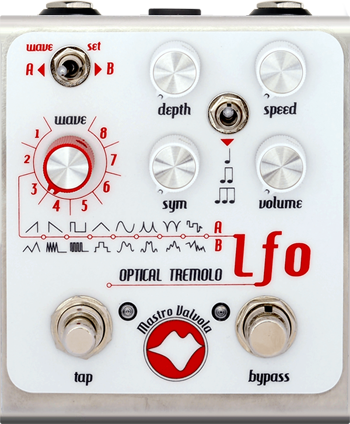 wave set
A B
depth speed
wave
1 8
2 7
3 6
4 5
sym volume
A
B
lfo
OPTICAL TREMOLO
Mastro Valvola
tap bypass